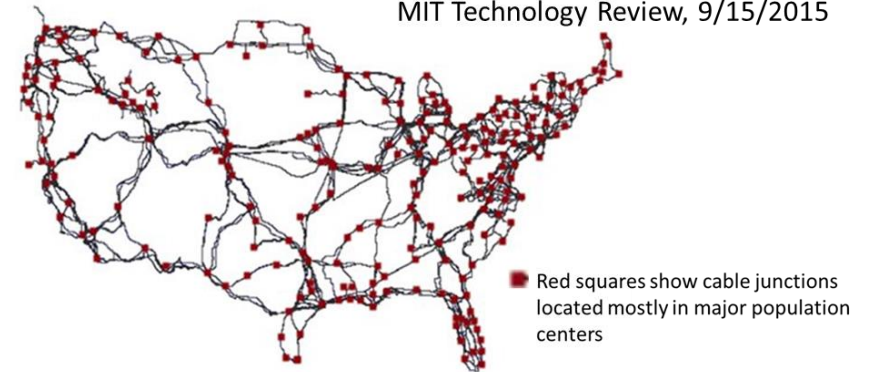 MIT Technology Review, 9/15/2015
Red squares show cable junctions
located mostly in major population
centers